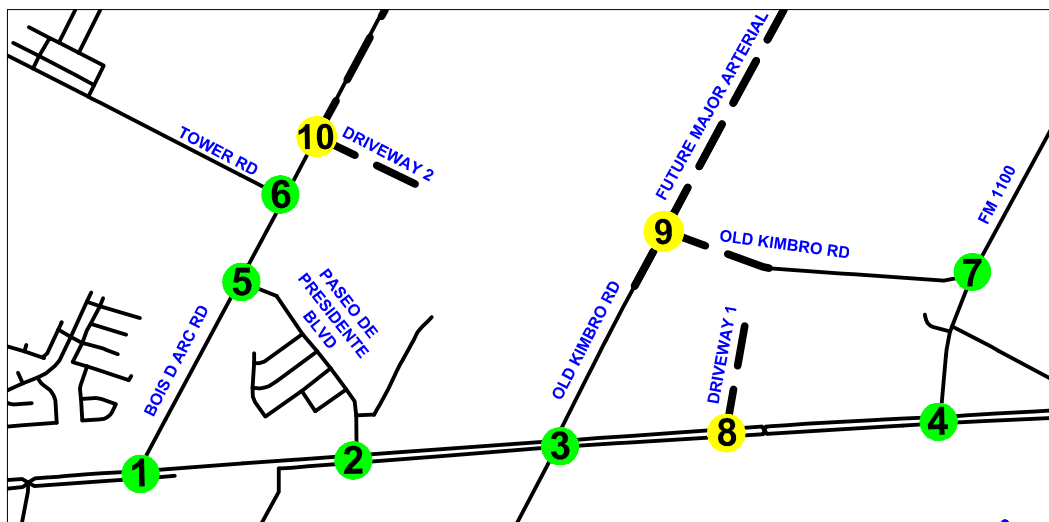 10
DRIVEWAY 2
TOWER RD
6
FUTURE MAJOR ARTERIAL
FM 1100
9
OLD KIMBRO RD
7
5
PASEO DE
PRESIDENTE
BLVD
BOIS D ARC RD
OLD KIMBRO RD
DRIVEWAY 1
1
2
3
8
4